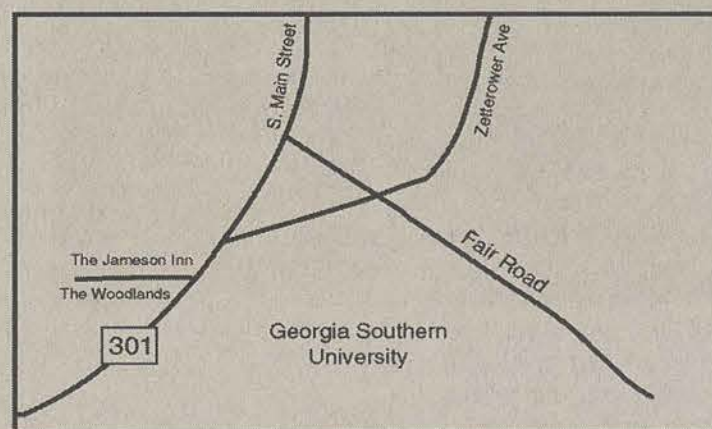 S. Main Street
Zetterower Ave
Fair Road
The Jameson Inn
The Woodlands
301
Georgia Southern
University